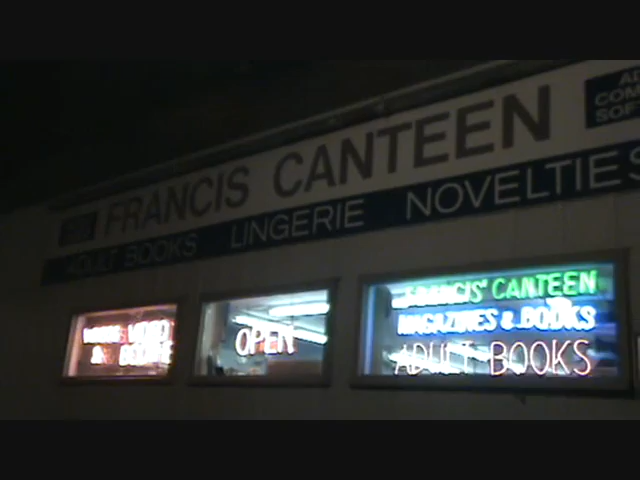 FRANCIS CANTEEN
ADULT BOOKS LINGERIE NOVELTIES
VIDEO
OPEN
FRANCIS' CANTEEN
MAGAZINES & BOOKS
ADULT BOOKS